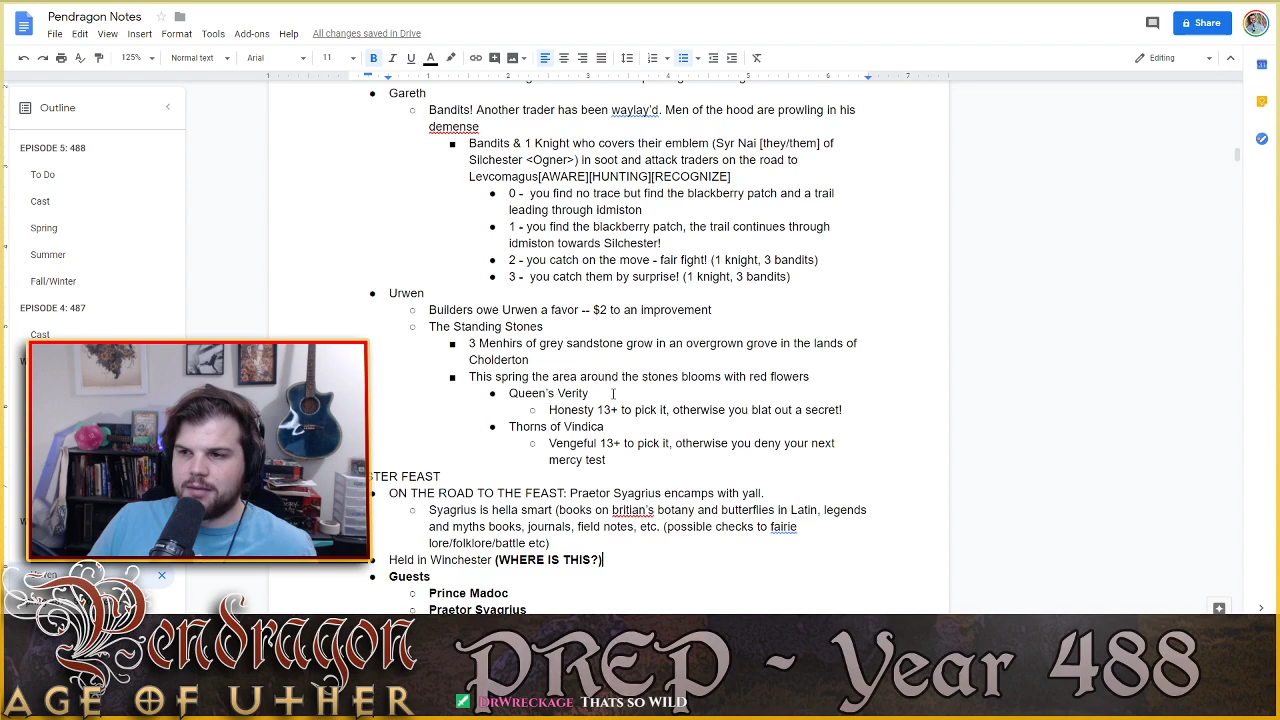 Pendragon Notes
Share
File Edit View Insert Format Tools Add-ons Help All changes saved in Drive
125% Normal text Arial 11 B I U A Editing
1 1 2 3 4 5 6 7
Outline
EPISODE 5: 488
To Do
Cast
Spring
Summer
Fall/Winter
EPISODE 4: 487
Cast
Gareth
Bandits! Another trader has been waylay'd. Men of the hood are prowling in his
demense
Bandits & 1 Knight who covers their emblem (Syr Nai [they/them] of
Silchester <Ogner>) in soot and attack traders on the road to
Levcomagus[AWARE][HUNTING][RECOGNIZE]
0 - you find no trace but find the blackberry patch and a trail
leading through idmiston
1 - you find the blackberry patch, the trail continues through
idmiston towards Silchester!
2 - you catch on the move - fair fight! (1 knight, 3 bandits)
3 - you catch them by surprise! (1 knight, 3 bandits)
Urwen
Builders owe Urwen a favor -- $2 to an improvement
The Standing Stones
3 Menhirs of grey sandstone grow in an overgrown grove in the lands of
Cholderton
This spring the area around the stones blooms with red flowers
Queen's Verity
Honesty 13+ to pick it, otherwise you blat out a secret!
Thorns of Vindica
Vengeful 13+ to pick it, otherwise you deny your next
mercy test
STER FEAST
ON THE ROAD TO THE FEAST: Praetor Syagrius encamps with yall.
Syagrius is hella smart (books on britian's botany and butterflies in Latin, legends
and myths books, journals, field notes, etc. (possible checks to fairie
lore/folklore/battle etc)
Held in Winchester (WHERE IS THIS?)
Guests
Prince Madoc
Praetor Syagrius
Pendragon
AGE OF UTHER
PREP - Year 488
DrWreckage Thats so wild